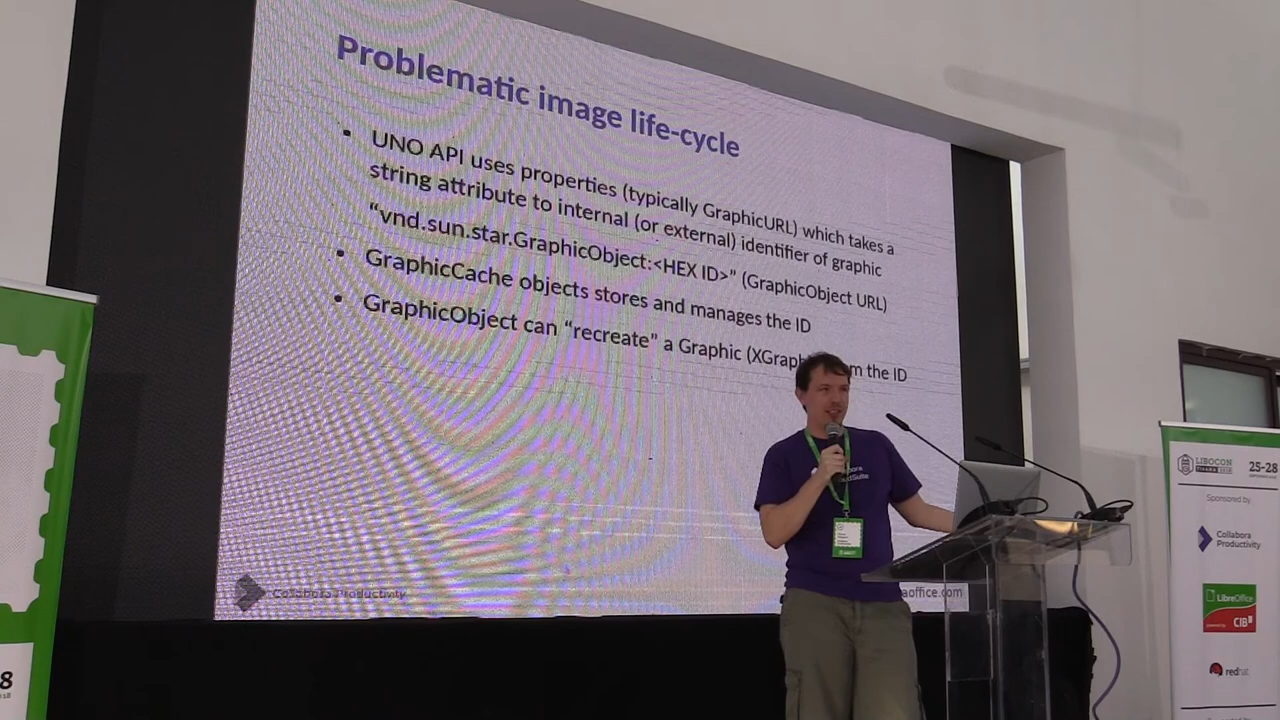 Problematic image life-cycle
UNO API uses properties (typically GraphicURL) which takes a
string attribute to internal (or external) identifier of graphic
“vnd.sun.star.GraphicObject:<HEX ID>” (GraphicObject URL)
GraphicCache objects stores and manages the ID
GraphicObject can “recreate” a Graphic (XGraph m the ID
Collabora Productivity
aoffice.com
LIBOCON
25-28
Sponsored by
Collabora
Productivity
LibreOffice
powered by CIB
redhat
8